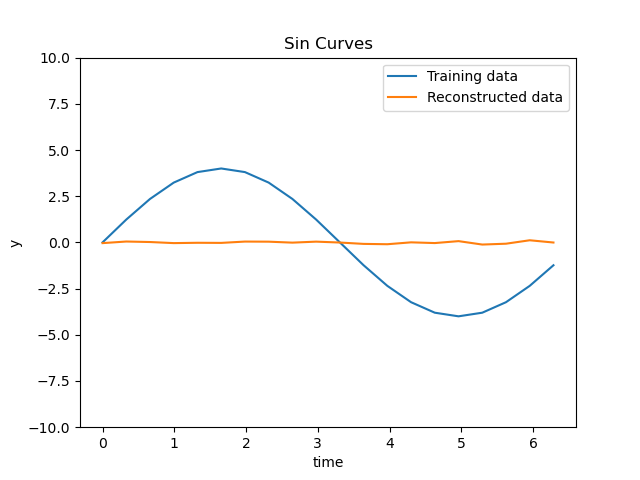 Sin Curves
Training data
Reconstructed data
10.0
7.5
5.0
2.5
0.0
−2.5
−5.0
−7.5
−10.0
y
0 1 2 3 4 5 6
time